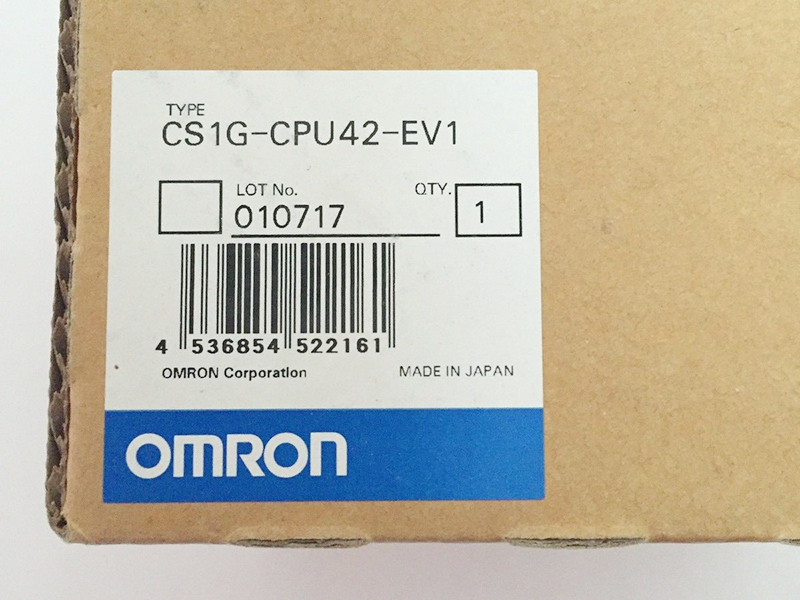 TYPE
CS1G-CPU42-EV1
LOT No. QTY.
010717 1
4 536854 522161
OMRON Corporation MADE IN JAPAN
OMRON